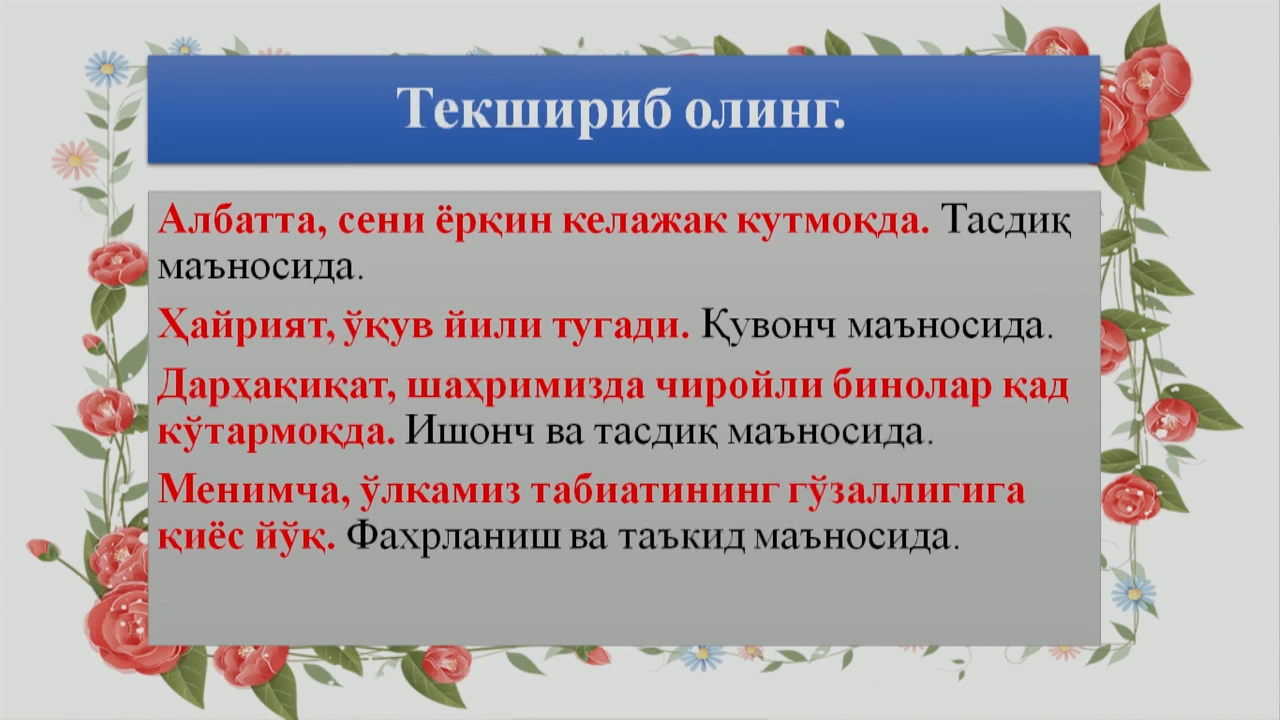 Текшириб олинг.
Албатта, сени ёрқин келажак кутмоқда. Тасдиқ
маъносида.
Ҳайрият, ўқув йили тугади. Қувонч маъносида.
Дарҳақиқат, шаҳримизда чиройли бинолар қад
кўтармоқда. Ишонч ва тасдиқ маъносида.
Менимча, ўлкамиз табиатининг гўзаллигига
қиёс йўқ. Фахрланиш ва таъкид маъносида.